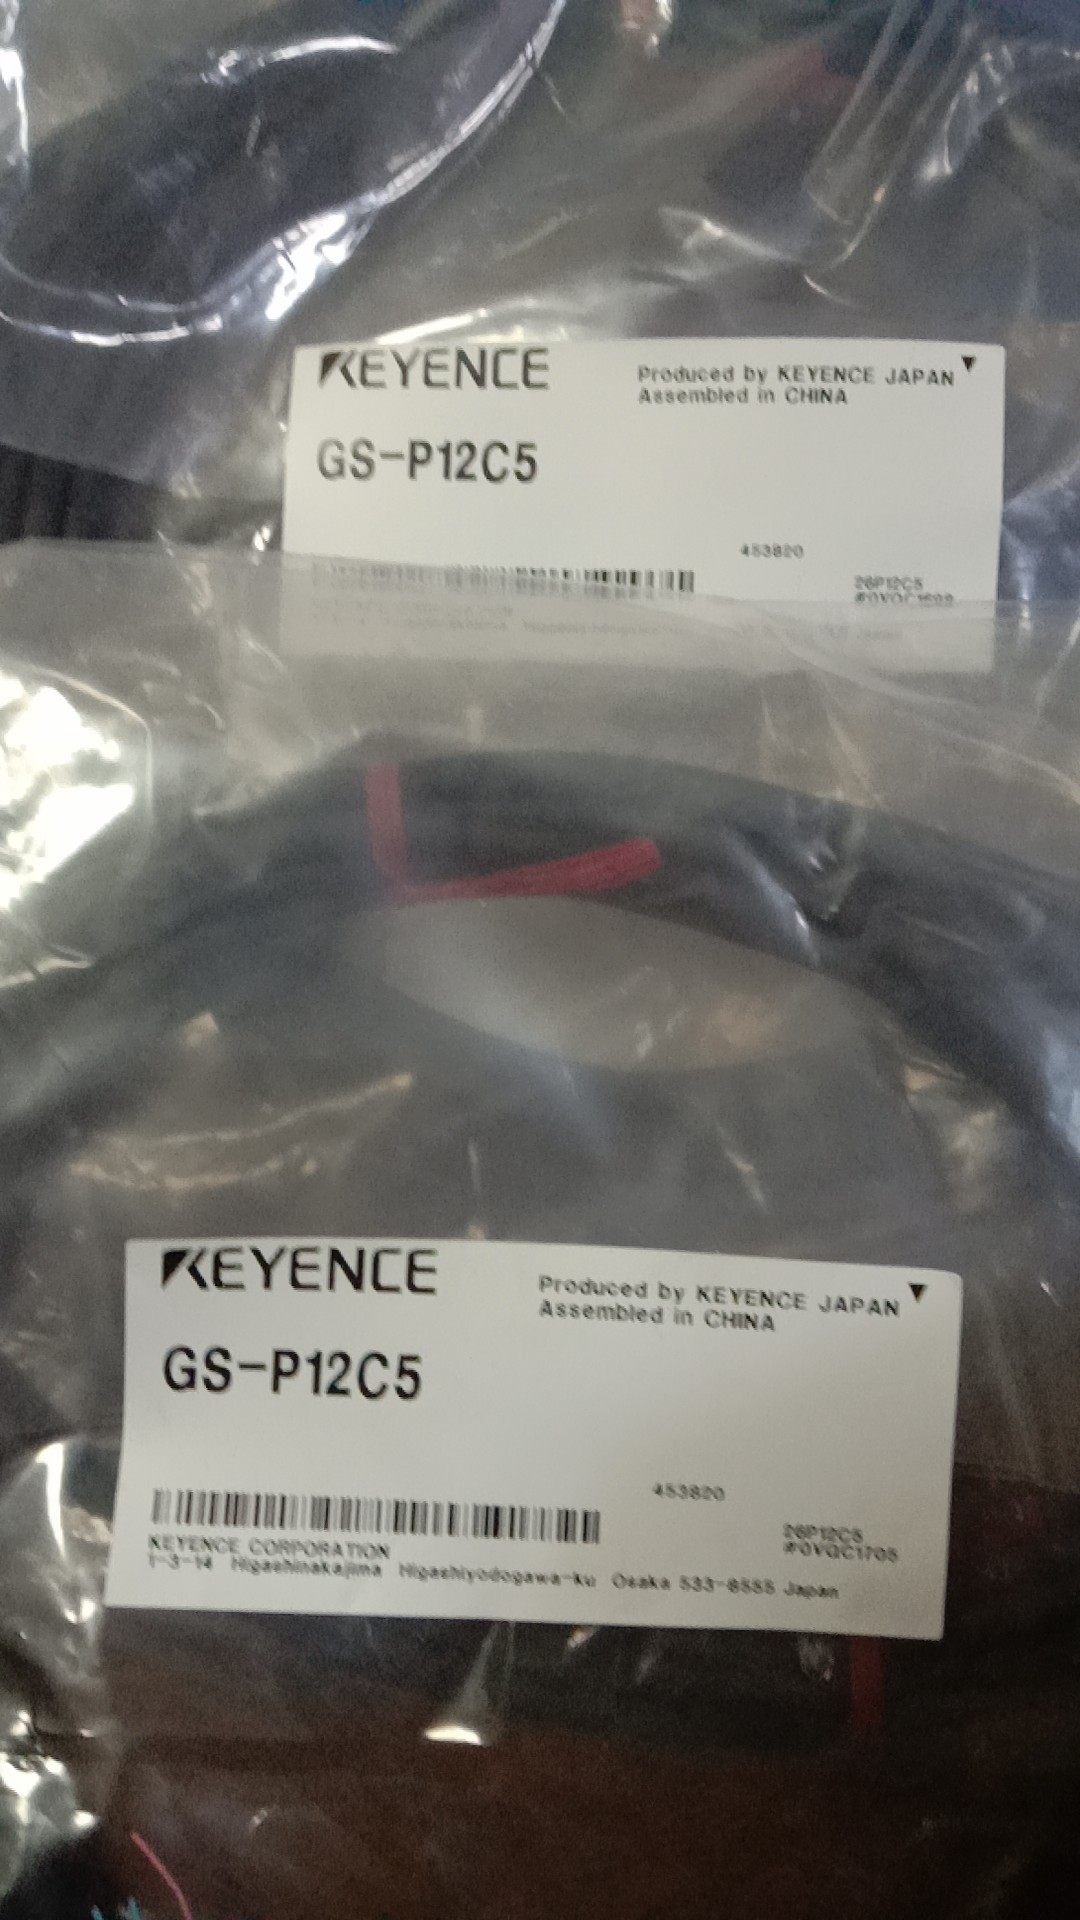 KEYENCE
Produced by KEYENCE JAPAN
Assembled in CHINA
GS-P12C5
453820
26P12C5
KEYENCE
Produced by KEYENCE JAPAN
Assembled in CHINA
GS-P12C5
453820
26P12C5
#0VQC1705
KEYENCE CORPORATION
1-3-14 Higashinakajima Higashiyodogawa-ku Osaka 533-8555 Japan